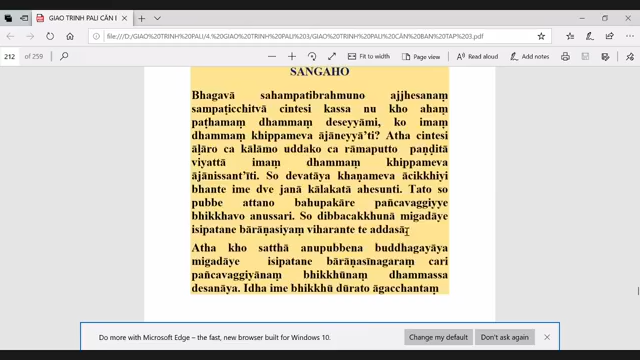 GIAO TRINH PALI CĂN I
file:///D:/GIAO%20TRINH%20PALI/4.GIAO%20TRINH%20PALI%203/GIAO%20TRINH%20PALI%20CĂN%20BAN%20TAP%203.pdf
212 of 259 Fit to width Page view Read aloud Add notes
SANGAHO
Bhagavā sahampatibrahmuno ajjhesanaṃ
sampaṭicchitvā cintesi kassa nu kho ahaṃ
paṭhamaṃ dhammaṃ deseyyāmi, ko imaṃ
dhammaṃ khippameva ājāneyyā’ti? Atha cintesi
āḷāro ca kālāmo uddako ca rāmaputto paṇḍitā
viyattā imaṃ dhammaṃ khippameva
ājānissant’īti. So devatāya khaṇameva ācikkhiyi
bhante ime dve janā kālakatā ahesunti. Tato so
pubbe attano bahupakāre pañcavaggiyye
bhikkhavo anussari. So dibbacakkhunā migadāye
isipatane bārāṇasiyaṃ viharante te addasā
Atha kho satthā anupubbena buddhagayāya
migadāye isipatane bārāṇasīnagaraṃ cari
pañcavaggiyānaṃ bhikkhūnaṃ dhammassa
desanāya. Idha ime bhikkhū dūrato āgacchantaṃ
Do more with Microsoft Edge – the fast, new browser built for Windows 10. Change my default Don't ask again